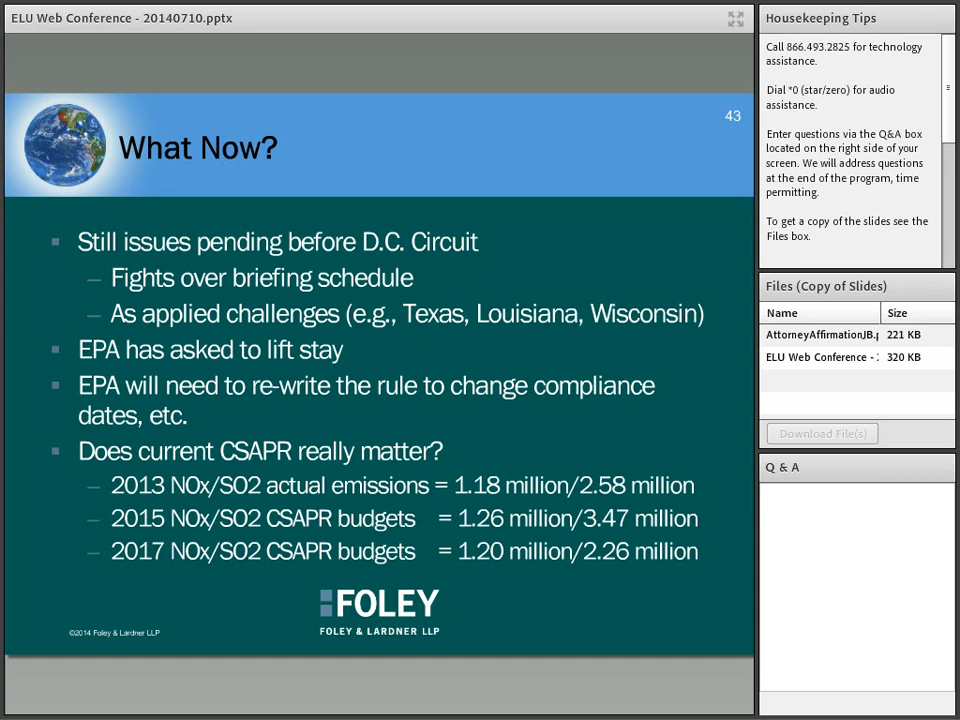 ELU Web Conference - 20140710.pptx
43
What Now?
▪ Still issues pending before D.C. Circuit
– Fights over briefing schedule
– As applied challenges (e.g., Texas, Louisiana, Wisconsin)
▪ EPA has asked to lift stay
▪ EPA will need to re-write the rule to change compliance
dates, etc.
▪ Does current CSAPR really matter?
– 2013 NOx/SO2 actual emissions = 1.18 million/2.58 million
– 2015 NOx/SO2 CSAPR budgets = 1.26 million/3.47 million
– 2017 NOx/SO2 CSAPR budgets = 1.20 million/2.26 million
FOLEY
FOLEY & LARDNER LLP
©2014 Foley & Lardner LLP
Housekeeping Tips
Call 866.493.2825 for technology
assistance.
Dial *0 (star/zero) for audio
assistance.
Enter questions via the Q&A box
located on the right side of your
screen. We will address questions
at the end of the program, time
permitting.
To get a copy of the slides see the
Files box.
Files (Copy of Slides)
Name Size
AttorneyAffirmationJB.p 221 KB
ELU Web Conference - 320 KB
Download File(s)
Q & A